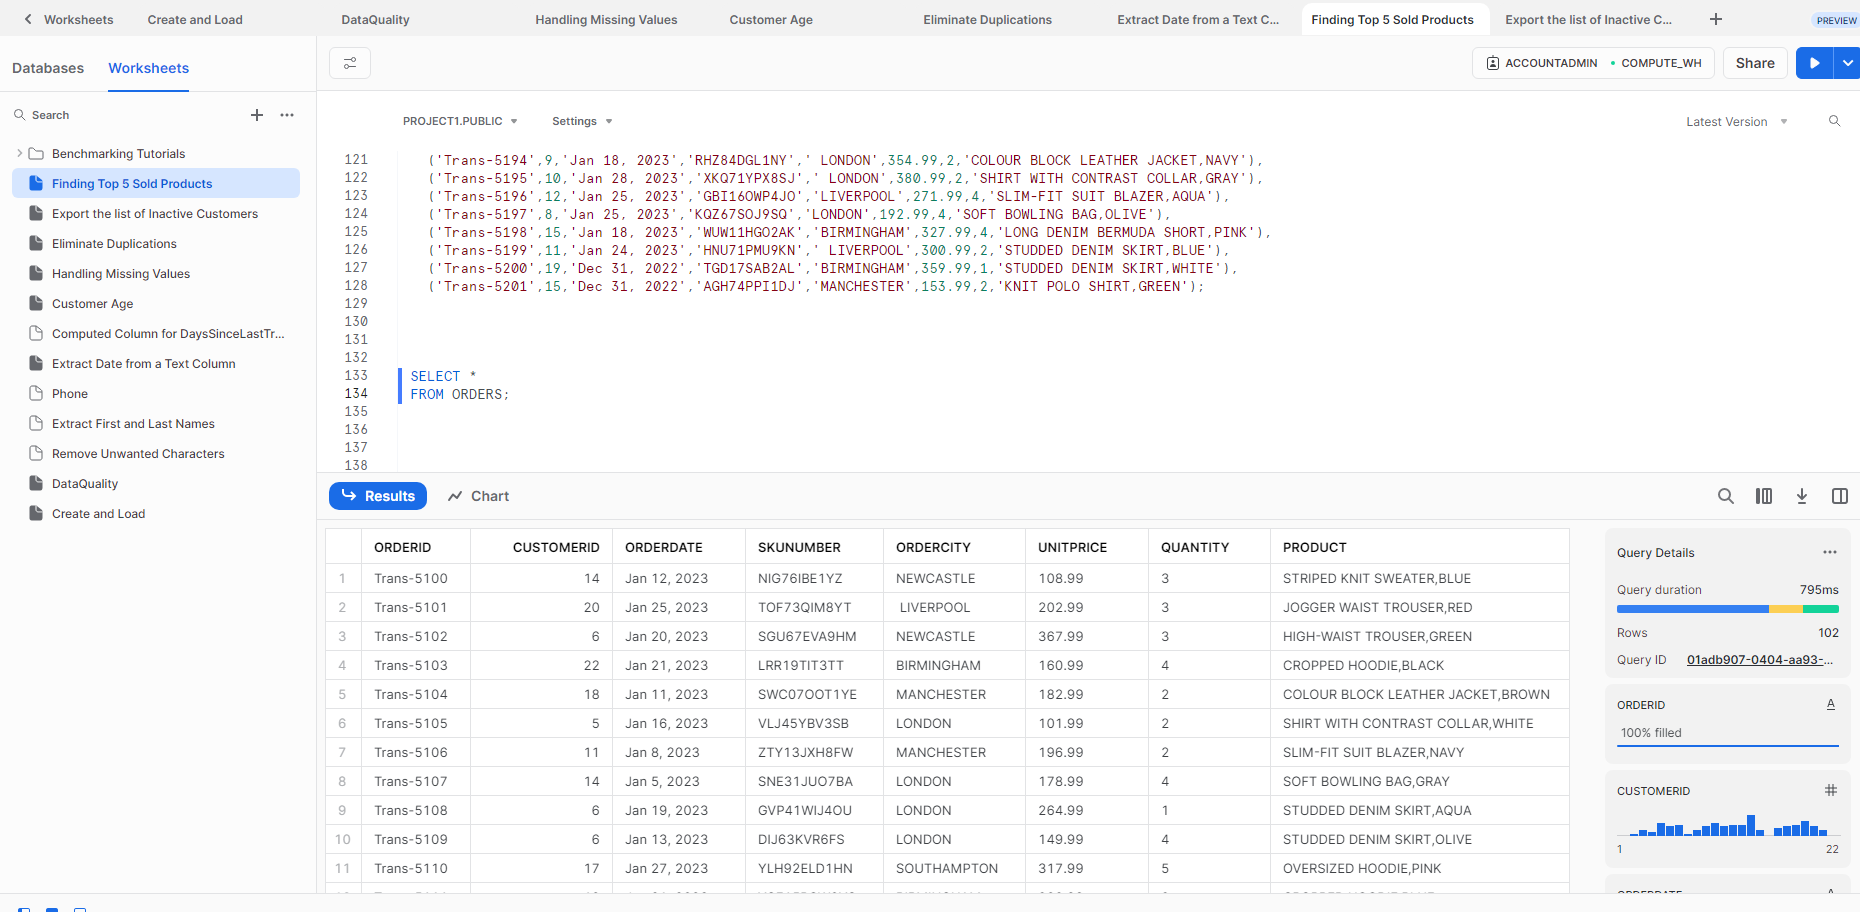 Worksheets
Create and Load
DataQuality
Handling Missing Values
Customer Age
Eliminate Duplications
Extract Date from a Text C...
Finding Top 5 Sold Products
Export the list of Inactive C...
PREVIEW
Databases
Worksheets
ACCOUNTADMIN
COMPUTE_WH
Share
Search
Benchmarking Tutorials
Finding Top 5 Sold Products
Export the list of Inactive Customers
Eliminate Duplications
Handling Missing Values
Customer Age
Computed Column for DaysSinceLastTr...
Extract Date from a Text Column
Phone
Extract First and Last Names
Remove Unwanted Characters
DataQuality
Create and Load
PROJECT1.PUBLIC
Settings
Latest Version
121 ('Trans-5194',9,'Jan 18, 2023','RHZ84DGL1NY',' LONDON',354.99,2,'COLOUR BLOCK LEATHER JACKET,NAVY'),
122 ('Trans-5195',10,'Jan 28, 2023','XKQ71YPX8SJ',' LONDON',380.99,2,'SHIRT WITH CONTRAST COLLAR,GRAY'),
123 ('Trans-5196',12,'Jan 25, 2023','GBI16OWP4JO','LIVERPOOL',271.99,4,'SLIM-FIT SUIT BLAZER,AQUA'),
124 ('Trans-5197',8,'Jan 25, 2023','KQZ67SOJ9SQ','LONDON',192.99,4,'SOFT BOWLING BAG,OLIVE'),
125 ('Trans-5198',15,'Jan 18, 2023','WUW11HGO2AK','BIRMINGHAM',327.99,4,'LONG DENIM BERMUDA SHORT,PINK'),
126 ('Trans-5199',11,'Jan 24, 2023','HNU71PMU9KN',' LIVERPOOL',300.99,2,'STUDDED DENIM SKIRT,BLUE'),
127 ('Trans-5200',19,'Dec 31, 2022','TGD17SAB2AL','BIRMINGHAM',359.99,1,'STUDDED DENIM SKIRT,WHITE'),
128 ('Trans-5201',15,'Dec 31, 2022','AGH74PPI1DJ','MANCHESTER',153.99,2,'KNIT POLO SHIRT,GREEN');
129
130
131
132
133 SELECT *
134 FROM ORDERS;
135
136
137
138
Results
Chart
ORDERID CUSTOMERID ORDERDATE SKUNUMBER ORDERCITY UNITPRICE QUANTITY PRODUCT
1 Trans-5100 14 Jan 12, 2023 NIG76IBE1YZ NEWCASTLE 108.99 3 STRIPED KNIT SWEATER,BLUE
2 Trans-5101 20 Jan 25, 2023 TOF73QIM8YT LIVERPOOL 202.99 3 JOGGER WAIST TROUSER,RED
3 Trans-5102 6 Jan 20, 2023 SGU67EVA9HM NEWCASTLE 367.99 3 HIGH-WAIST TROUSER,GREEN
4 Trans-5103 22 Jan 21, 2023 LRR19TIT3TT BIRMINGHAM 160.99 4 CROPPED HOODIE,BLACK
5 Trans-5104 18 Jan 11, 2023 SWC07OOT1YE MANCHESTER 182.99 2 COLOUR BLOCK LEATHER JACKET,BROWN
6 Trans-5105 5 Jan 16, 2023 VLJ45YBV3SB LONDON 101.99 2 SHIRT WITH CONTRAST COLLAR,WHITE
7 Trans-5106 11 Jan 8, 2023 ZTY13JXH8FW MANCHESTER 196.99 2 SLIM-FIT SUIT BLAZER,NAVY
8 Trans-5107 14 Jan 5, 2023 SNE31JUO7BA LONDON 178.99 4 SOFT BOWLING BAG,GRAY
9 Trans-5108 6 Jan 19, 2023 GVP41WIJ4OU LONDON 264.99 1 STUDDED DENIM SKIRT,AQUA
10 Trans-5109 6 Jan 13, 2023 DIJ63KVR6FS LONDON 149.99 4 STUDDED DENIM SKIRT,OLIVE
11 Trans-5110 17 Jan 27, 2023 YLH92ELD1HN SOUTHAMPTON 317.99 5 OVERSIZED HOODIE,PINK
Query Details
Query duration 795ms
Rows 102
Query ID 01adb907-0404-aa93-...
ORDERID A
100% filled
CUSTOMERID #
1 22